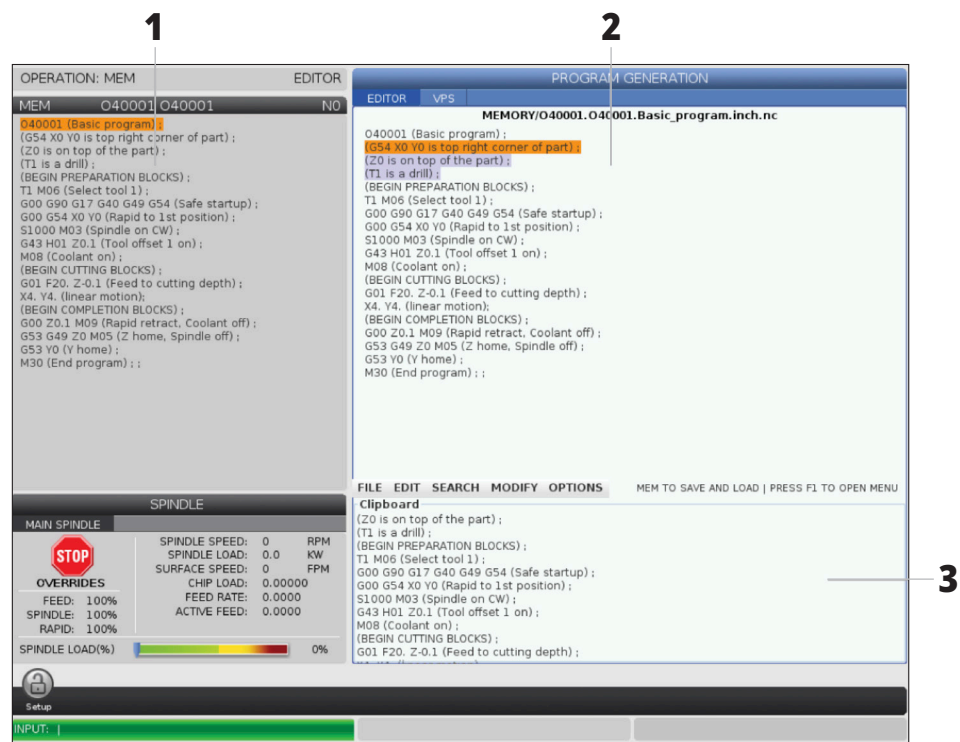 1
2
OPERATION: MEM EDITOR
MEM O40001 O40001 N0
O40001 (Basic program) ;
(G54 X0 Y0 is top right corner of part) ;
(Z0 is on top of the part) ;
(T1 is a drill) ;
(BEGIN PREPARATION BLOCKS) ;
T1 M06 (Select tool 1) ;
G00 G90 G17 G40 G49 G54 (Safe startup) ;
G00 G54 X0 Y0 (Rapid to 1st position) ;
S1000 M03 (Spindle on CW) ;
G43 H01 Z0.1 (Tool offset 1 on) ;
M08 (Coolant on) ;
(BEGIN CUTTING BLOCKS) ;
G01 F20. Z-0.1 (Feed to cutting depth) ;
X4. Y4. (linear motion);
(BEGIN COMPLETION BLOCKS) ;
G00 Z0.1 M09 (Rapid retract, Coolant off) ;
G53 G49 Z0 M05 (Z home, Spindle off) ;
G53 Y0 (Y home) ;
M30 (End program) ; ;
PROGRAM GENERATION
EDITOR VPS
MEMORY/O40001.O40001.Basic_program.inch.nc
O40001 (Basic program) ;
(G54 X0 Y0 is top right corner of part) ;
(Z0 is on top of the part) ;
(T1 is a drill) ;
(BEGIN PREPARATION BLOCKS) ;
T1 M06 (Select tool 1) ;
G00 G90 G17 G40 G49 G54 (Safe startup) ;
G00 G54 X0 Y0 (Rapid to 1st position) ;
S1000 M03 (Spindle on CW) ;
G43 H01 Z0.1 (Tool offset 1 on) ;
M08 (Coolant on) ;
(BEGIN CUTTING BLOCKS) ;
G01 F20. Z-0.1 (Feed to cutting depth) ;
X4. Y4. (linear motion);
(BEGIN COMPLETION BLOCKS) ;
G00 Z0.1 M09 (Rapid retract, Coolant off) ;
G53 G49 Z0 M05 (Z home, Spindle off) ;
G53 Y0 (Y home) ;
M30 (End program) ; ;
FILE EDIT SEARCH MODIFY OPTIONS MEM TO SAVE AND LOAD | PRESS F1 TO OPEN MENU
Clipboard
(Z0 is on top of the part) ;
(T1 is a drill) ;
(BEGIN PREPARATION BLOCKS) ;
T1 M06 (Select tool 1) ;
G00 G90 G17 G40 G49 G54 (Safe startup) ;
G00 G54 X0 Y0 (Rapid to 1st position) ;
S1000 M03 (Spindle on CW) ;
G43 H01 Z0.1 (Tool offset 1 on) ;
M08 (Coolant on) ;
(BEGIN CUTTING BLOCKS) ;
G01 F20. Z-0.1 (Feed to cutting depth) ;
3
SPINDLE
MAIN SPINDLE
STOP
OVERRIDES
FEED: 100%
SPINDLE: 100%
RAPID: 100%
SPINDLE SPEED: 0 RPM
SPINDLE LOAD: 0.0 KW
SURFACE SPEED: 0 FPM
CHIP LOAD: 0.00000
FEED RATE: 0.0000
ACTIVE FEED: 0.0000
SPINDLE LOAD(%) 0%
Setup
INPUT: |